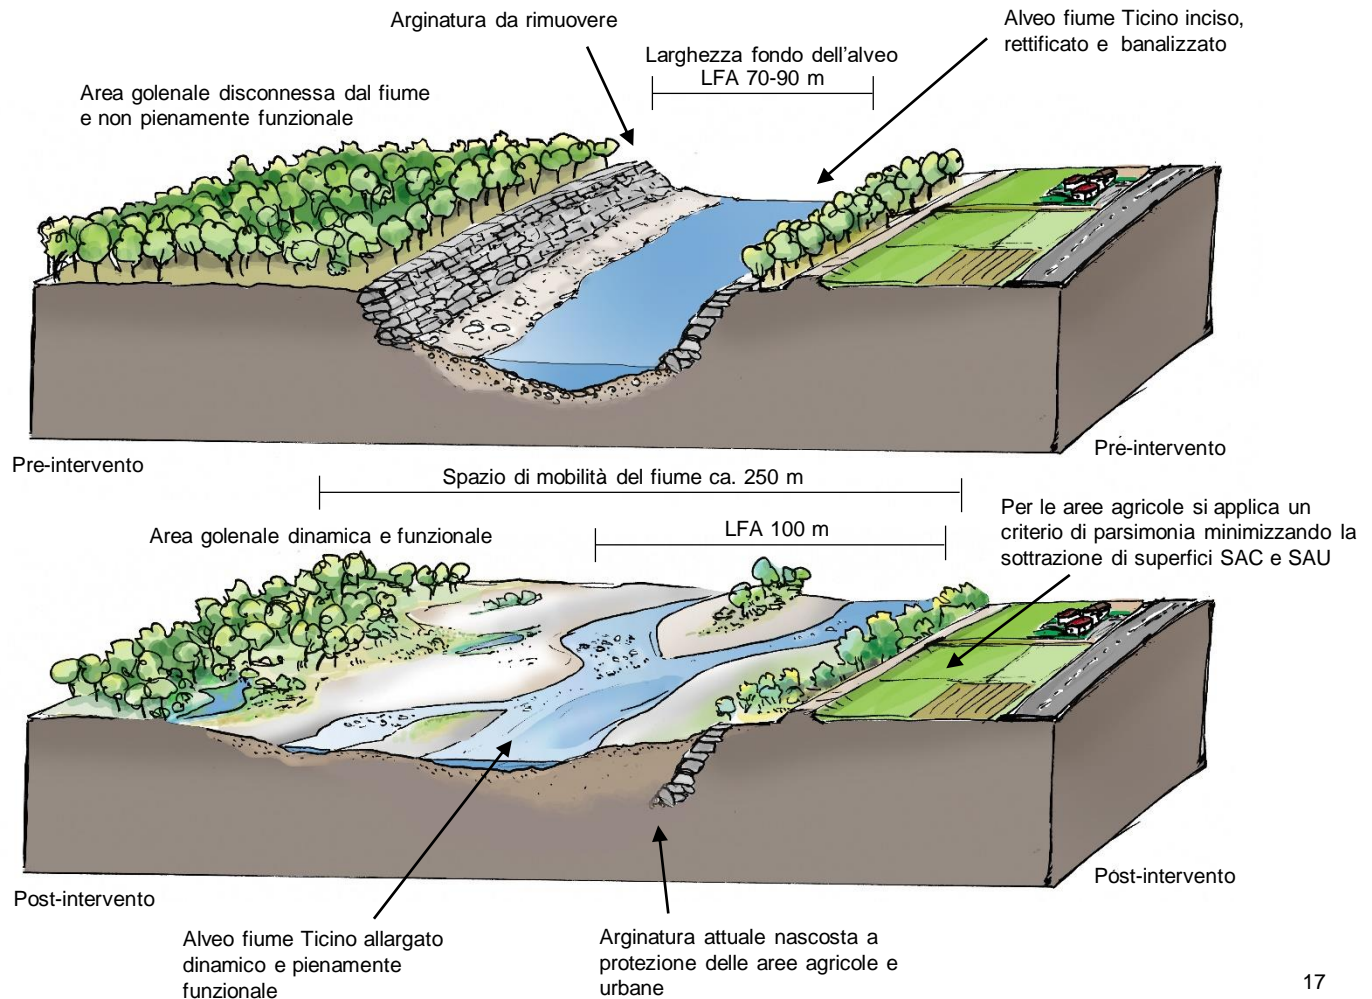 Arginatura da rimuovere
Alveo fiume Ticino inciso,
rettificato e banalizzato
Larghezza fondo dell'alveo
LFA 70-90 m
Area golenale disconnessa dal fiume
e non pienamente funzionale
Pre-intervento
Pre-intervento
Spazio di mobilità del fiume ca. 250 m
Area golenale dinamica e funzionale
LFA 100 m
Per le aree agricole si applica un
criterio di parsimonia minimizzando la
sottrazione di superfici SAC e SAU
Post-intervento
Post-intervento
Alveo fiume Ticino allargato
dinamico e pienamente
funzionale
Arginatura attuale nascosta a
protezione delle aree agricole e
urbane
17